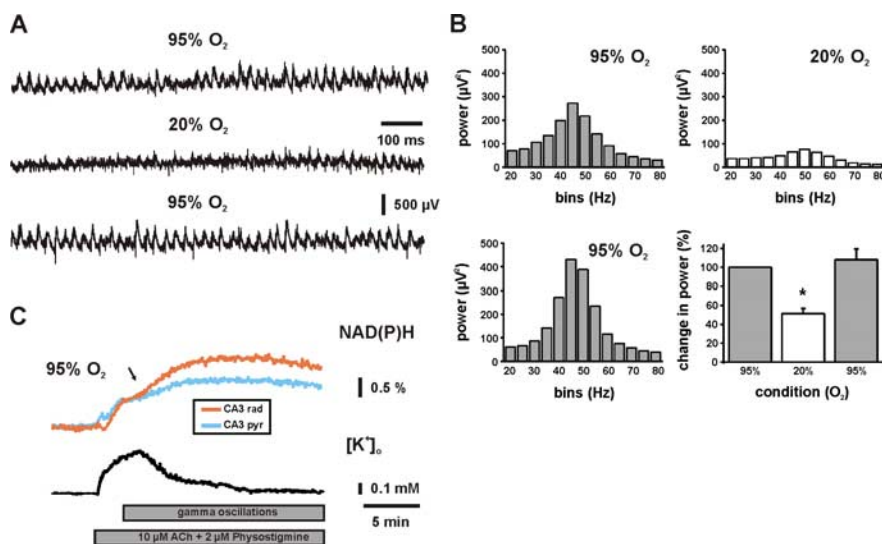 A
95% O₂
100 ms
20% O₂
95% O₂
500 µV
B
95% O₂
500
400
300
200
100
0
power (µV²)
20 30 40 50 60 70 80
bins (Hz)
20% O₂
500
400
300
200
100
0
power (µV²)
20 30 40 50 60 70 80
bins (Hz)
95% O₂
500
400
300
200
100
0
power (µV²)
20 30 40 50 60 70 80
bins (Hz)
120
100
80
60
40
20
0
change in power (%)
*
95% 20% 95%
condition (O₂)
C
NAD(P)H
95% O₂
0.5 %
CA3 rad
CA3 pyr
[K⁺]ₒ
0.1 mM
gamma oscillations
5 min
10 µM ACh + 2 µM Physostigmine